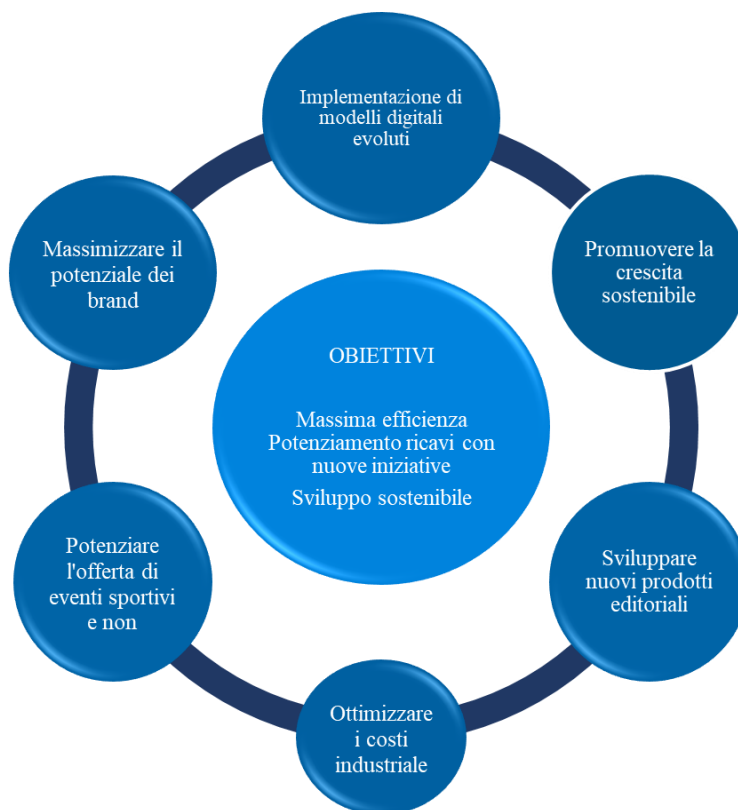 Implementazione di
modelli digitali
evoluti
Promuovere la
crescita
sostenibile
Sviluppare
nuovi prodotti
editoriali
Ottimizzare
i costi
industriale
Potenziare
l'offerta di
eventi sportivi
e non
Massimizzare il
potenziale dei
brand
OBIETTIVI
Massima efficienza
Potenziamento ricavi con
nuove iniziative
Sviluppo sostenibile